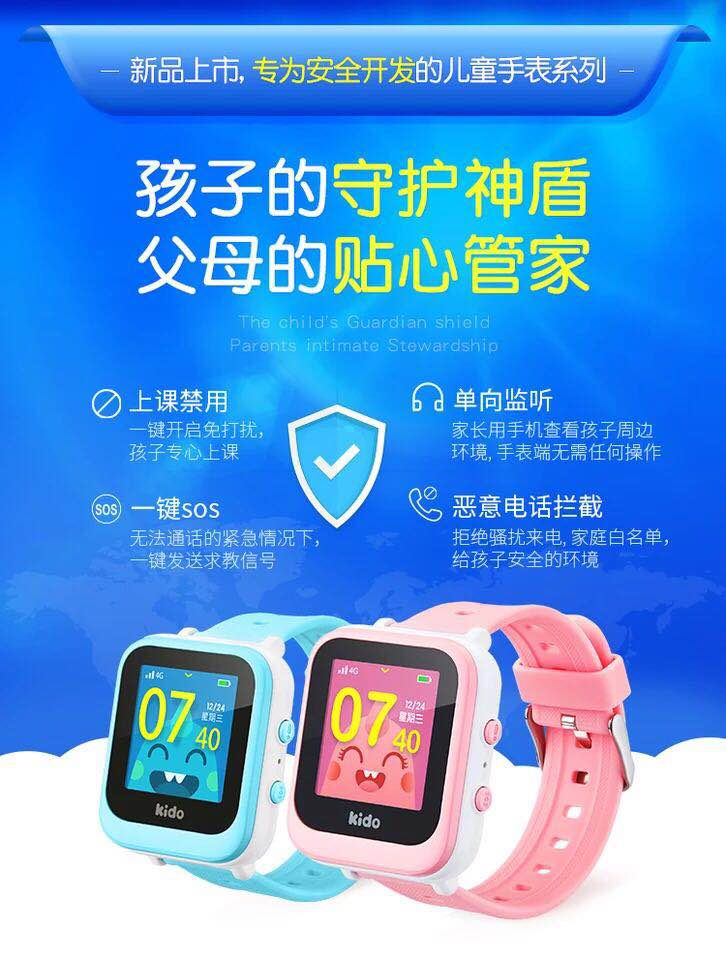 新品上市，专为安全开发的儿童手表系列
孩子的守护神盾
父母的贴心管家
The child's Guardian shield
Parents intimate Stewardship
上课禁用
一键开启免打扰，
孩子专心上课
单向监听
家长用手机查看孩子周边
环境，手表端无需任何操作
SOS
一键sos
无法通话的紧急情况下，
一键发送求教信号
恶意电话拦截
拒绝骚扰来电，家庭白名单，
给孩子安全的环境
4G
07
12/24
星期三
40
kido
4G
07
12/24
星期三
40
kido